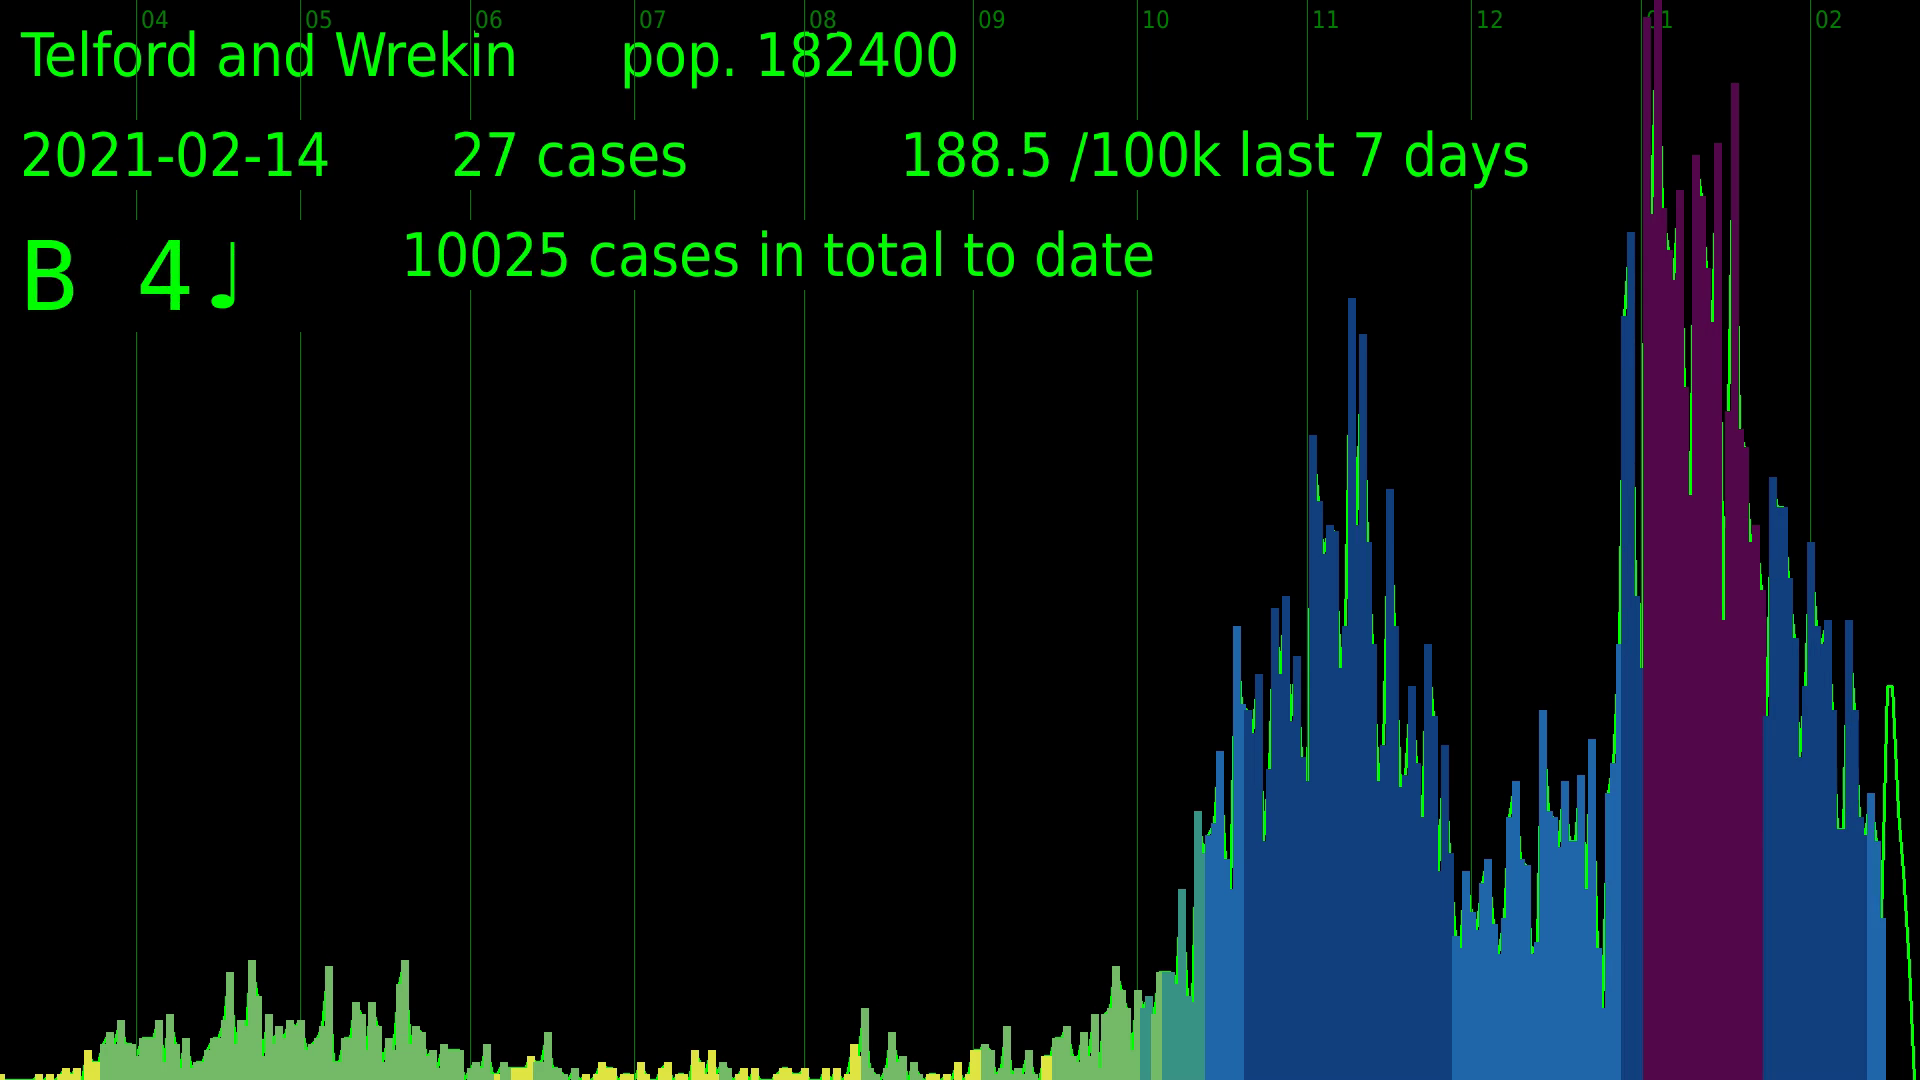 04 05 06 07 08 09 10 11 12 01 02
Telford and Wrekin pop. 182400
2021-02-14 27 cases 188.5 /100k last 7 days
B 4♩ 10025 cases in total to date